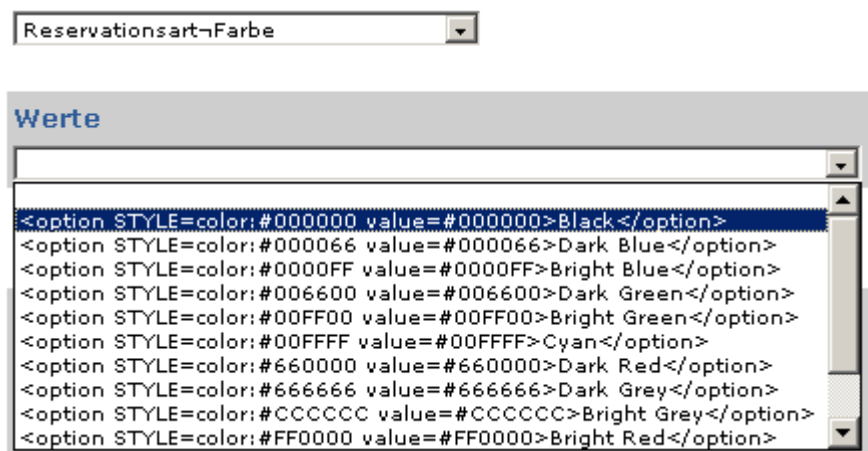 Reservationsart¬Farbe
Werte
<option STYLE=color:#000000 value=#000000>Black</option>
<option STYLE=color:#000066 value=#000066>Dark Blue</option>
<option STYLE=color:#0000FF value=#0000FF>Bright Blue</option>
<option STYLE=color:#006600 value=#006600>Dark Green</option>
<option STYLE=color:#00FF00 value=#00FF00>Bright Green</option>
<option STYLE=color:#00FFFF value=#00FFFF>Cyan</option>
<option STYLE=color:#660000 value=#660000>Dark Red</option>
<option STYLE=color:#666666 value=#666666>Dark Grey</option>
<option STYLE=color:#CCCCCC value=#CCCCCC>Bright Grey</option>
<option STYLE=color:#FF0000 value=#FF0000>Bright Red</option>